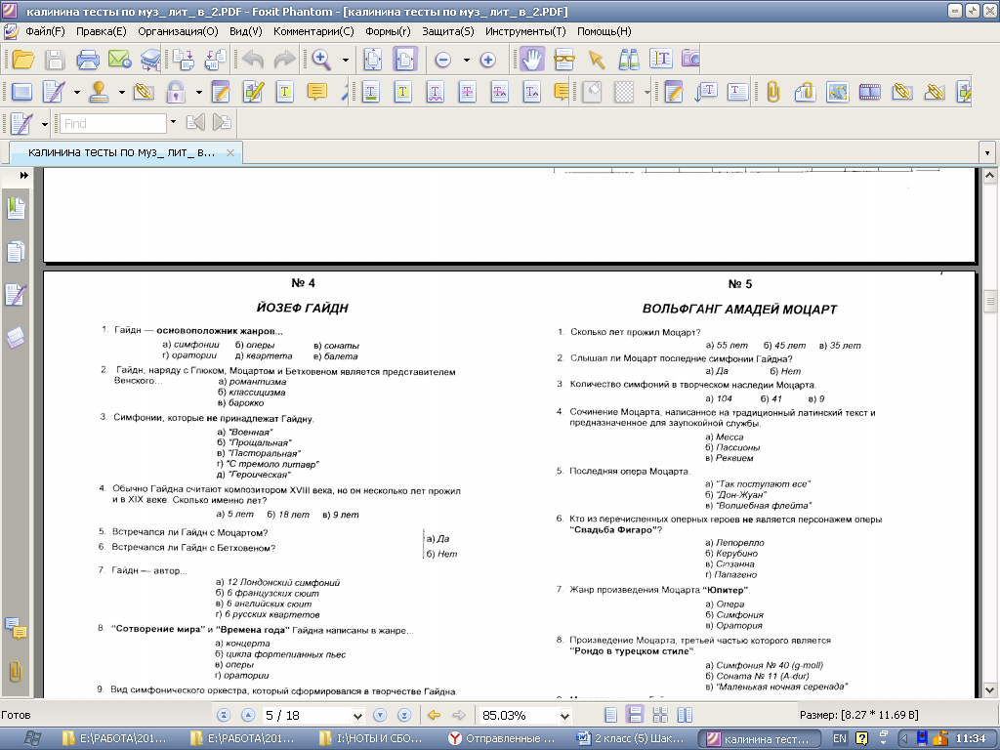 калинина тесты по муз_ лит_ в_2.PDF - Foxit Phantom - [калинина тесты по муз_ лит_ в_2.PDF]
Файл(F) Правка(E) Организация(O) Вид(V) Комментарии(C) Формы(r) Защита(S) Инструменты(T) Помощь(H)
Find
калинина тесты по муз_ лит_ в...
№ 4
ЙОЗЕФ ГАЙДН
1. Гайдн — основоположник жанров...
а) симфонии б) оперы в) сонаты
г) оратории д) квартета е) балета
2. Гайдн, наряду с Глюком, Моцартом и Бетховеном является представителем
Венского... а) романтизма
б) классицизма
в) барокко
3. Симфонии, которые не принадлежат Гайдну.
а) "Военная"
б) "Прощальная"
в) "Пасторальная"
г) "С тремоло литавр"
д) "Героическая"
4. Обычно Гайдна считают композитором XVIII века, но он несколько лет прожил
и в XIX веке. Сколько именно лет?
а) 5 лет б) 18 лет в) 9 лет
5. Встречался ли Гайдн с Моцартом?
6. Встречался ли Гайдн с Бетховеном?
а) Да
б) Нет
7. Гайдн — автор...
а) 12 Лондонский симфоний
б) 6 французских сюит
в) 6 английских сюит
г) 6 русских квартетов
8. "Сотворение мира" и "Времена года" Гайдна написаны в жанре...
а) концерта
б) цикла фортепианных пьес
в) оперы
г) оратории
9. Вид симфонического оркестра, который сформировался в творчестве Гайдна.
№ 5
ВОЛЬФГАНГ АМАДЕЙ МОЦАРТ
1. Сколько лет прожил Моцарт?
а) 55 лет б) 45 лет в) 35 лет
2. Слышал ли Моцарт последние симфонии Гайдна?
а) Да б) Нет
3. Количество симфоний в творческом наследии Моцарта.
а) 104 б) 41 в) 9
4. Сочинение Моцарта, написанное на традиционный латинский текст и
предназначенное для заупокойной службы.
а) Месса
б) Пассионы
в) Реквием
5. Последняя опера Моцарта.
а) "Так поступают все"
б) "Дон-Жуан"
в) "Волшебная флейта"
6. Кто из перечисленных оперных героев не является персонажем оперы
"Свадьба Фигаро"?
а) Лепорелло
б) Керубино
в) Сюзанна
г) Папагено
7. Жанр произведения Моцарта "Юпитер".
а) Опера
б) Симфония
в) Оратория
8. Произведение Моцарта, третьей частью которого является
"Рондо в турецком стиле".
а) Симфония № 40 (g-moll)
б) Соната № 11 (A-dur)
в) "Маленькая ночная серенада"
Готов
5 / 18
85.03%
Размер: [8.27 * 11.69 В]
E:\РАБОТА\201...
E:\РАБОТА\201...
I:\НОТЫ И СБО...
Отправленные ...
2 класс (5) Шак...
калинина тест...
EN
11:34